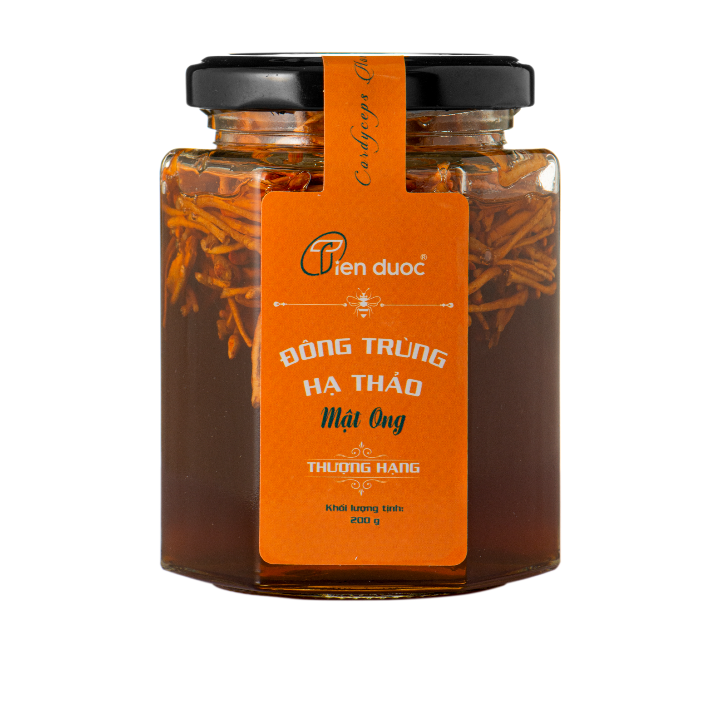 Cordyceps
Tien duoc®
ĐÔNG TRÙNG
HẠ THẢO
Mật Ong
THƯỢNG HẠNG
Khối lượng tịnh:
200 g